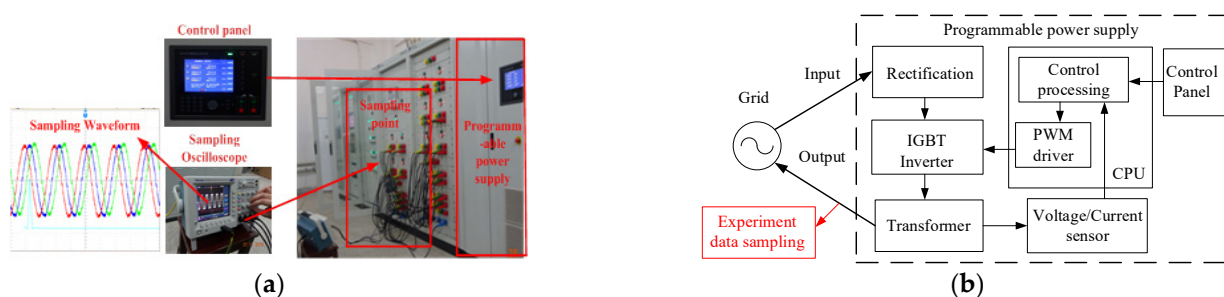 Control panel
Sampling Waveform
Sampling
Oscilloscope
Sampling
point
Programm
-able
power
supply
(a)
Programmable power supply
Input
Grid
Output
Rectification
IGBT
Inverter
Transformer
Control
processing
PWM
driver
CPU
Control
Panel
Voltage/Current
sensor
Experiment
data sampling
(b)